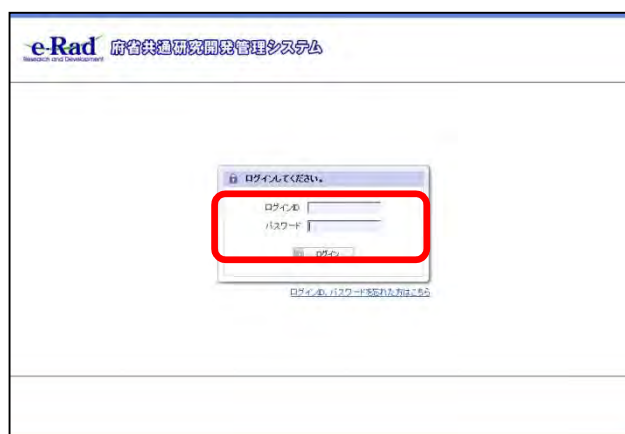 e-Rad 府省共通研究開発管理システム
Research and Development
ログインしてください。
ログインID
パスワード
ログイン
ログインID、パスワードを忘れた方はこちら